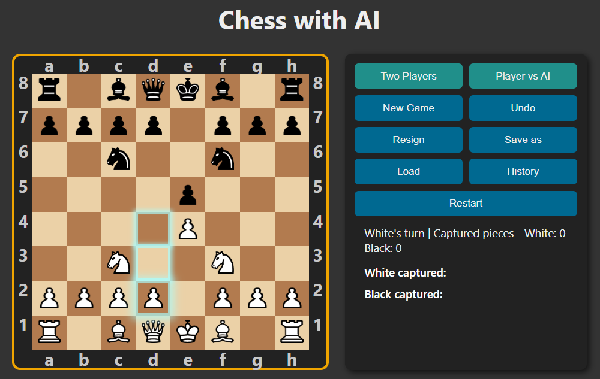 Chess with AI
a b c d e f g h
8 8
7 7
6 6
5 5
4 4
3 3
2 2
1 1
a b c d e f g h
Two Players Player vs AI
New Game Undo
Resign Save as
Load History
Restart
White's turn | Captured pieces White: 0
Black: 0
White captured:
Black captured: